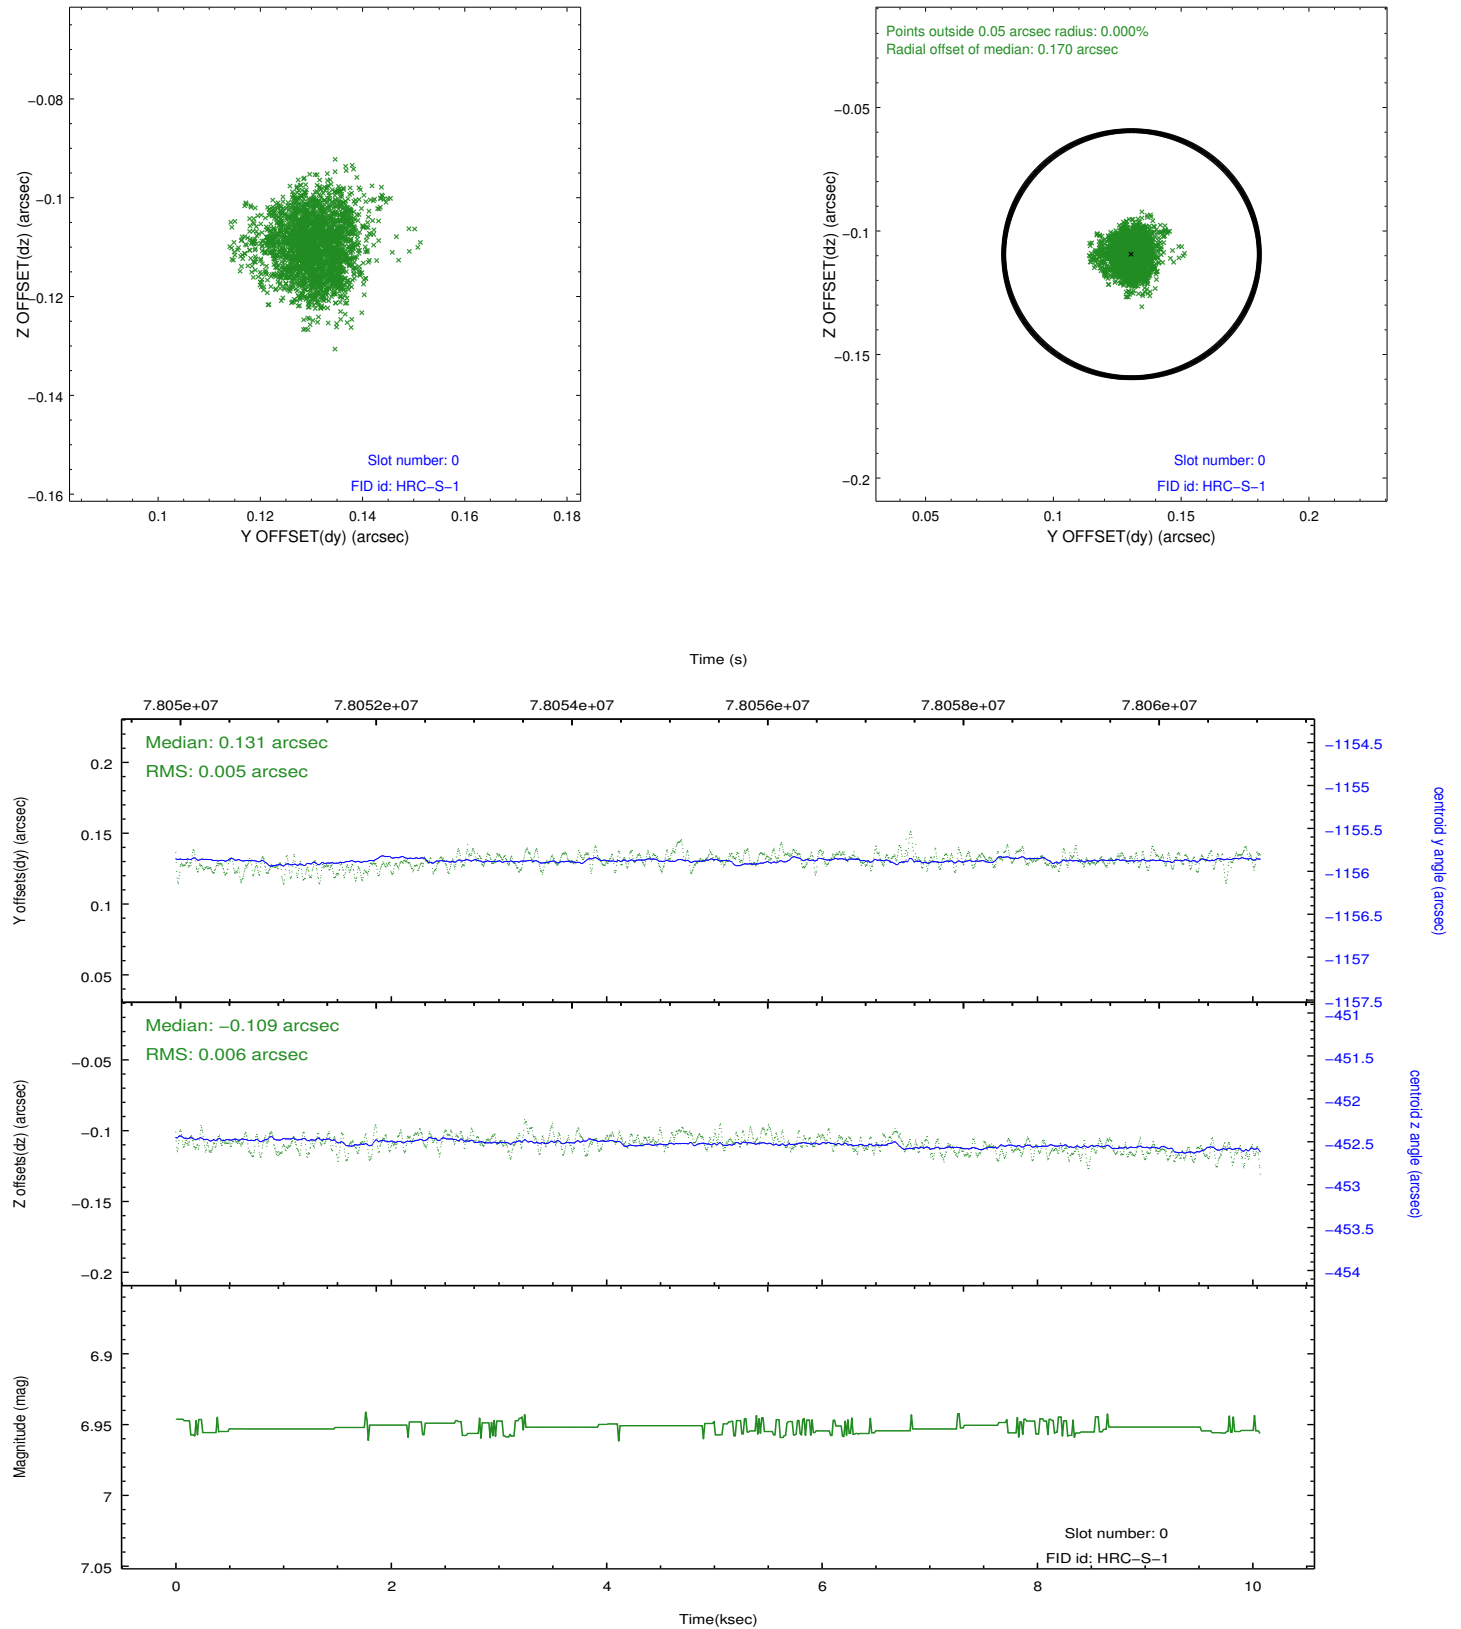 −0.08
−0.1
−0.12
−0.14
−0.16
Z OFFSET(dz) (arcsec)
Slot number: 0
FID id: HRC−S−1
0.1 0.12 0.14 0.16 0.18
Y OFFSET(dy) (arcsec)
Points outside 0.05 arcsec radius: 0.000%
Radial offset of median: 0.170 arcsec
−0.05
−0.1
−0.15
−0.2
Z OFFSET(dz) (arcsec)
Slot number: 0
FID id: HRC−S−1
0.05 0.1 0.15 0.2
Y OFFSET(dy) (arcsec)
Time (s)
7.805e+07 7.8052e+07 7.8054e+07 7.8056e+07 7.8058e+07 7.806e+07
Median: 0.131 arcsec
RMS: 0.005 arcsec
0.2
0.15
0.1
0.05
Y offsets(dy) (arcsec)
−1154.5
−1155
−1155.5
−1156
−1156.5
−1157
−1157.5
centroid y angle (arcsec)
Median: −0.109 arcsec
RMS: 0.006 arcsec
−0.05
−0.1
−0.15
−0.2
Z offsets(dz) (arcsec)
−451
−451.5
−452
−452.5
−453
−453.5
−454
centroid z angle (arcsec)
6.9
6.95
7
7.05
Magnitude (mag)
Slot number: 0
FID id: HRC−S−1
0 2 4 6 8 10
Time(ksec)